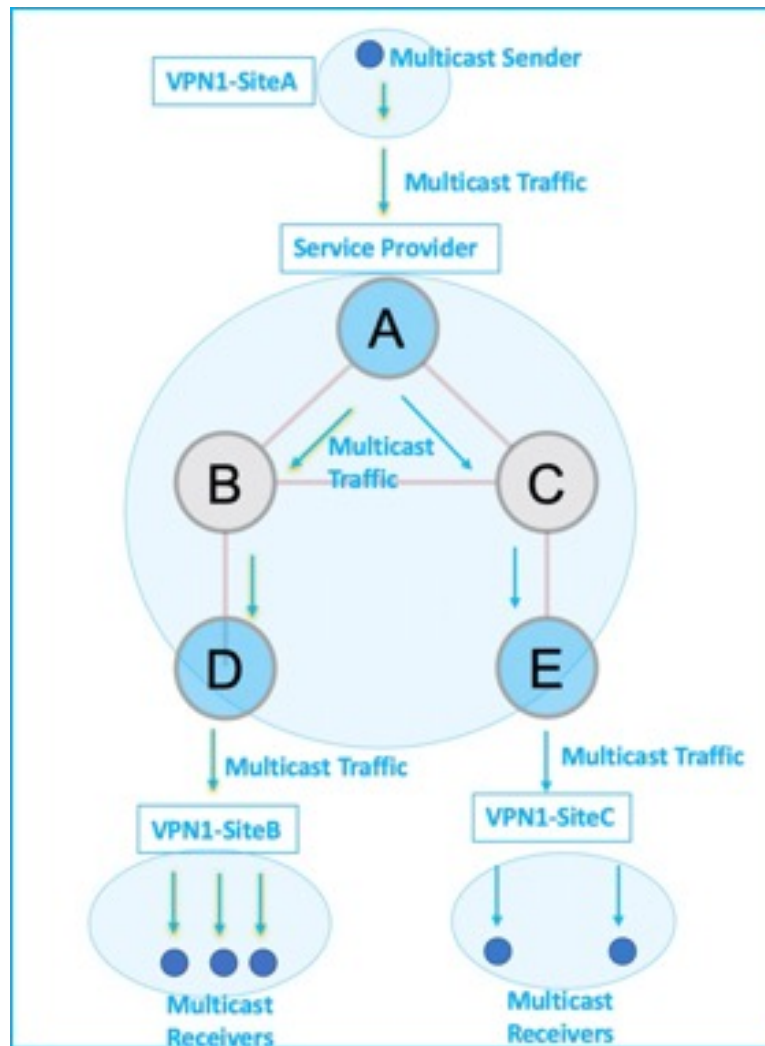 VPN1-SiteA
Multicast Sender
Multicast Traffic
Service Provider
A
Multicast
Traffic
B
C
D
E
Multicast Traffic
Multicast Traffic
VPN1-SiteB
VPN1-SiteC
Multicast
Receivers
Multicast
Receivers